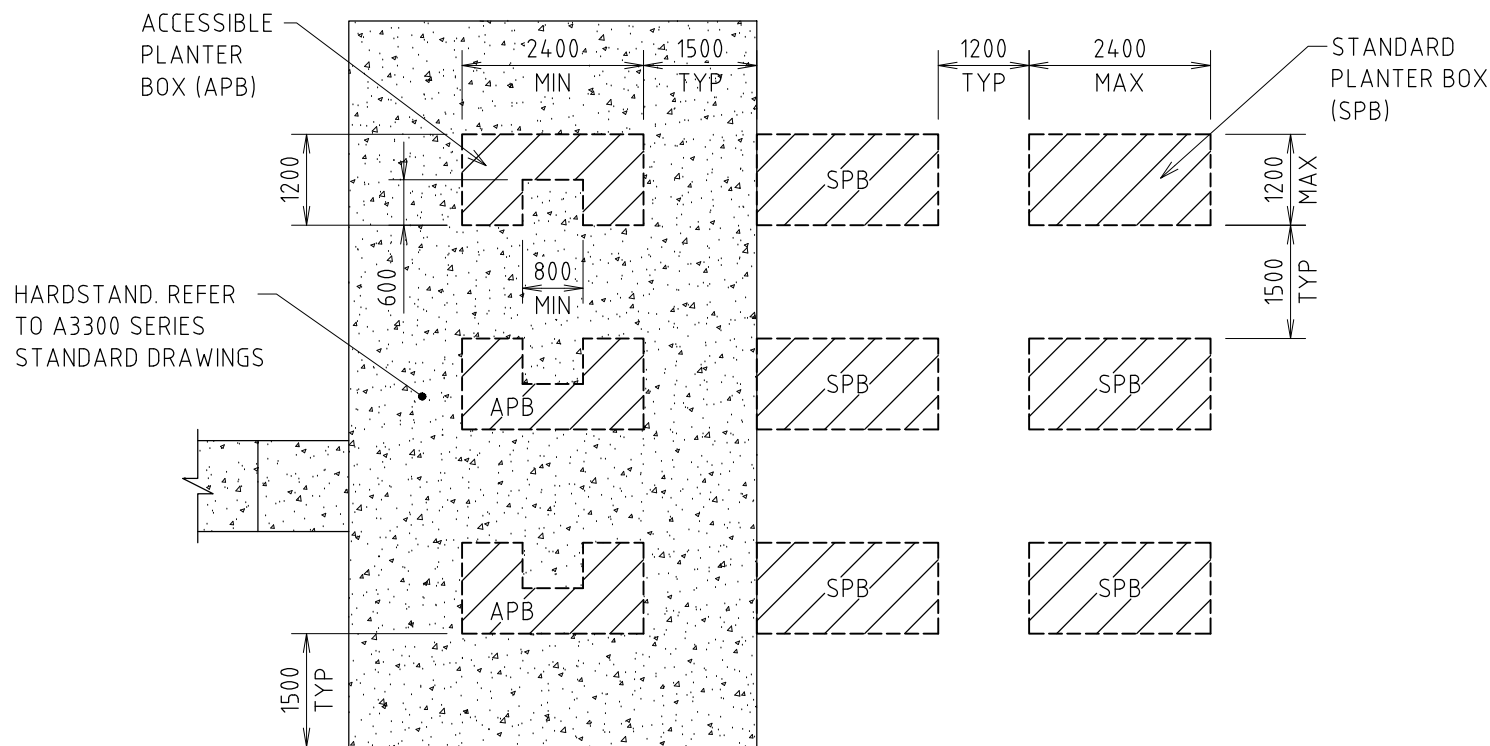 ACCESSIBLE
PLANTER
BOX (APB)
2400
MIN
1500
TYP
1200
TYP
2400
MAX
STANDARD
PLANTER BOX
(SPB)
1200
600
800
MIN
SPB
1200
MAX
1500
TYP
HARDSTAND. REFER
TO A3300 SERIES
STANDARD DRAWINGS
APB
SPB
SPB
APB
SPB
SPB
1500
TYP